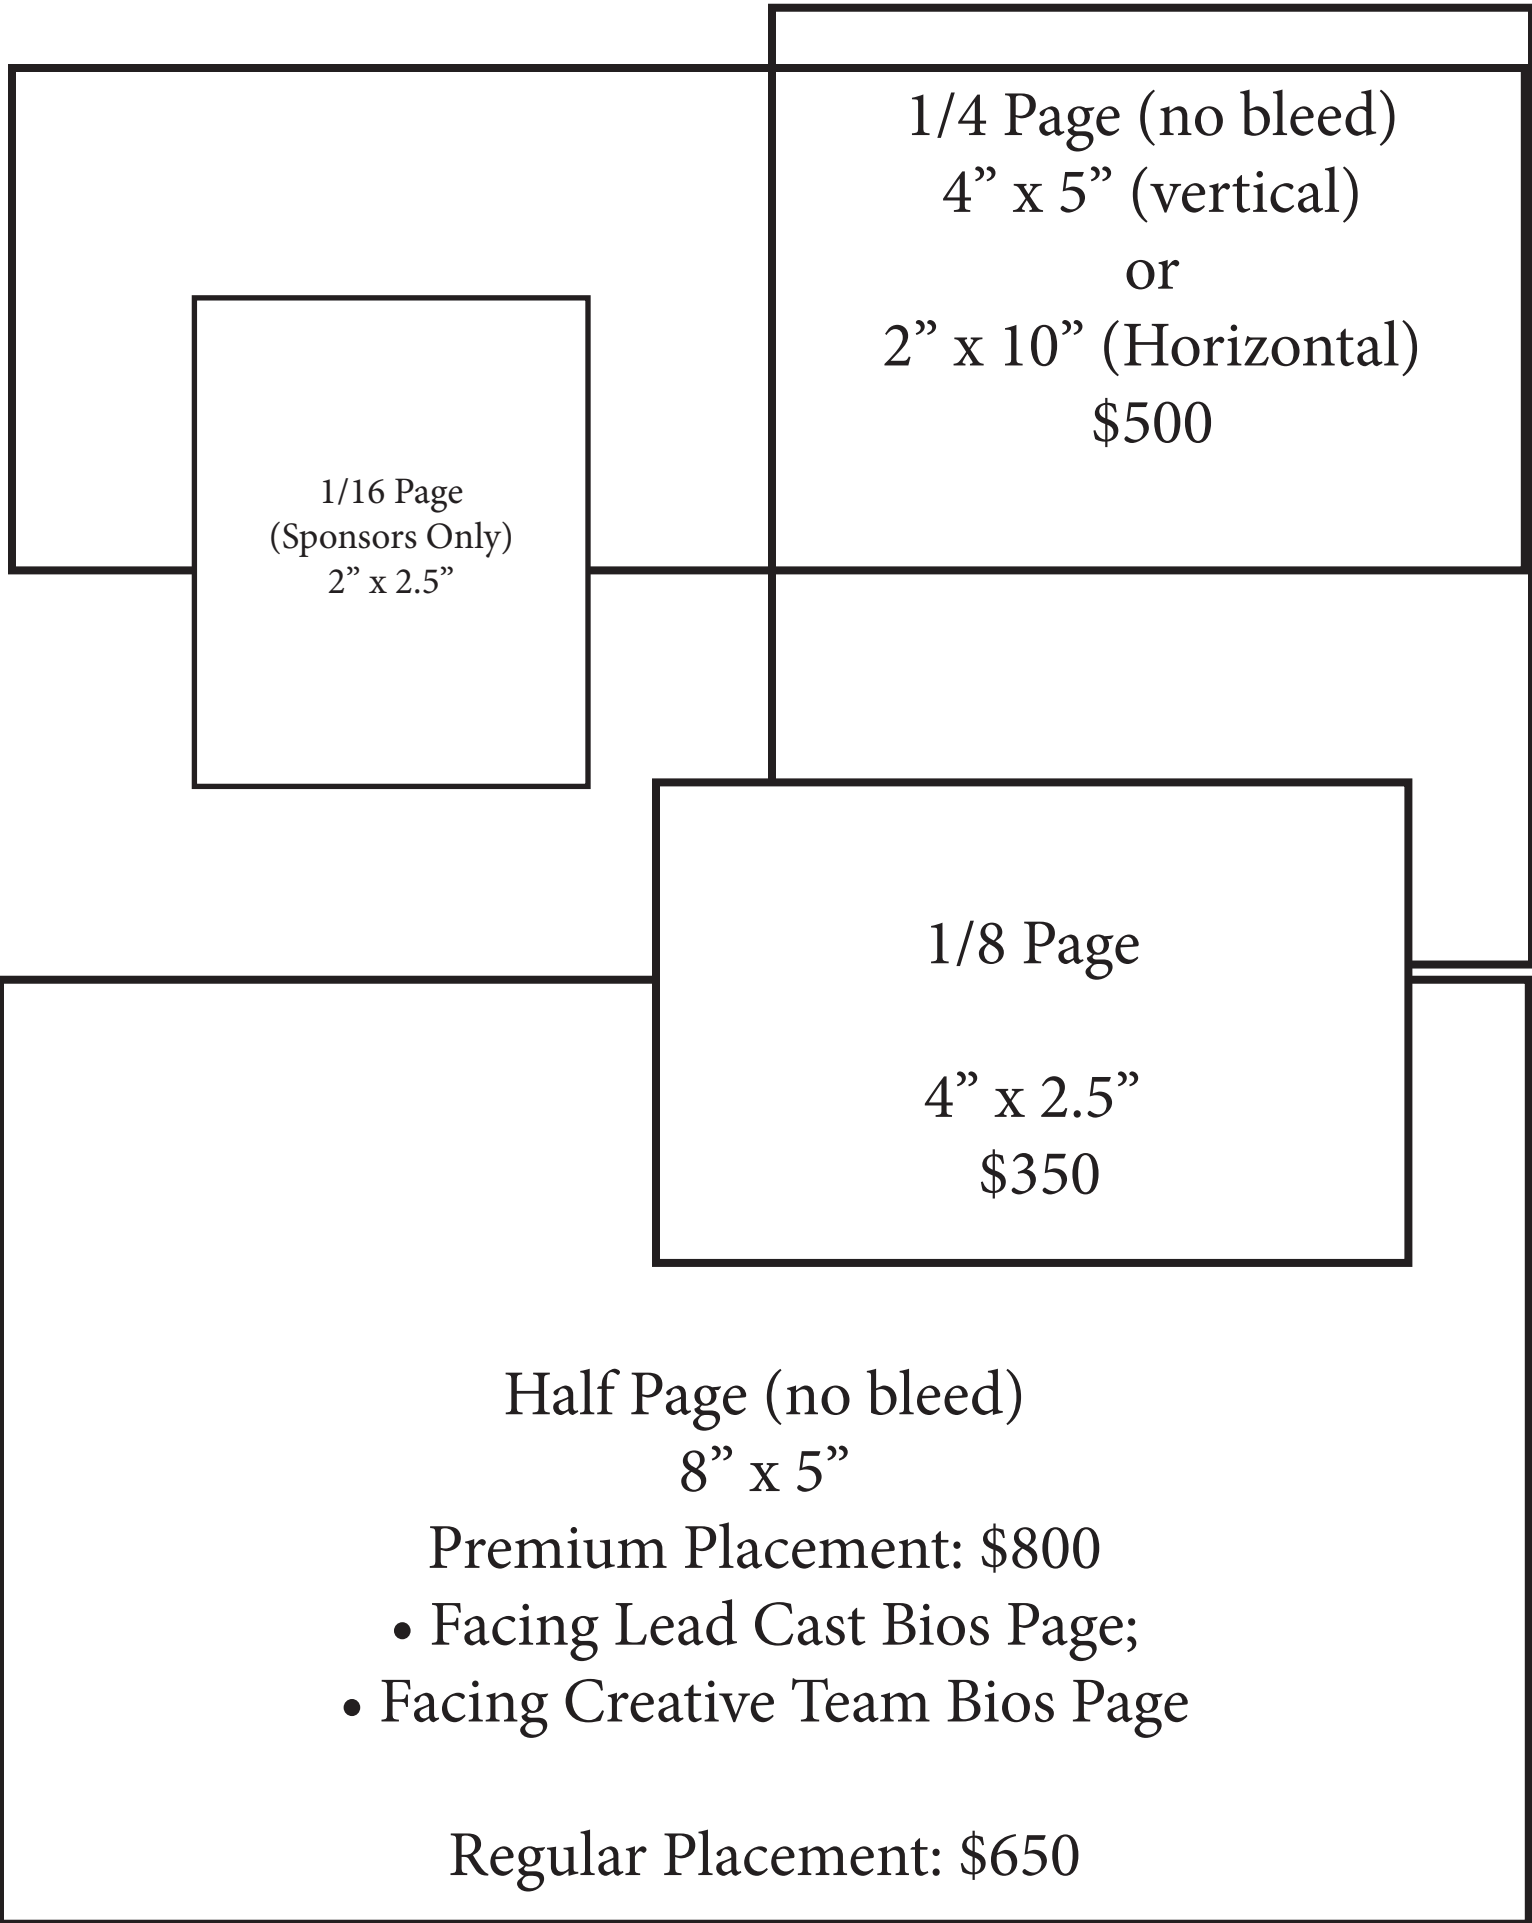 1/4 Page (no bleed)
4” x 5” (vertical)
or
2” x 10” (Horizontal)
$500
1/16 Page
(Sponsors Only)
2” x 2.5”
1/8 Page
4” x 2.5”
$350
Half Page (no bleed)
8” x 5”
Premium Placement: $800
• Facing Lead Cast Bios Page;
• Facing Creative Team Bios Page
Regular Placement: $650